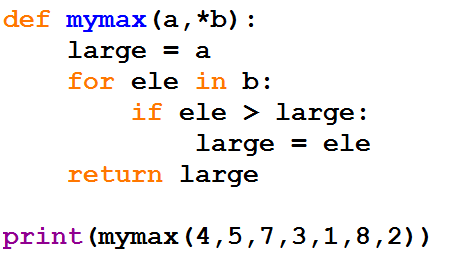 def mymax(a,*b):
    large = a
    for ele in b:
        if ele > large:
            large = ele
    return large

print(mymax(4,5,7,3,1,8,2))